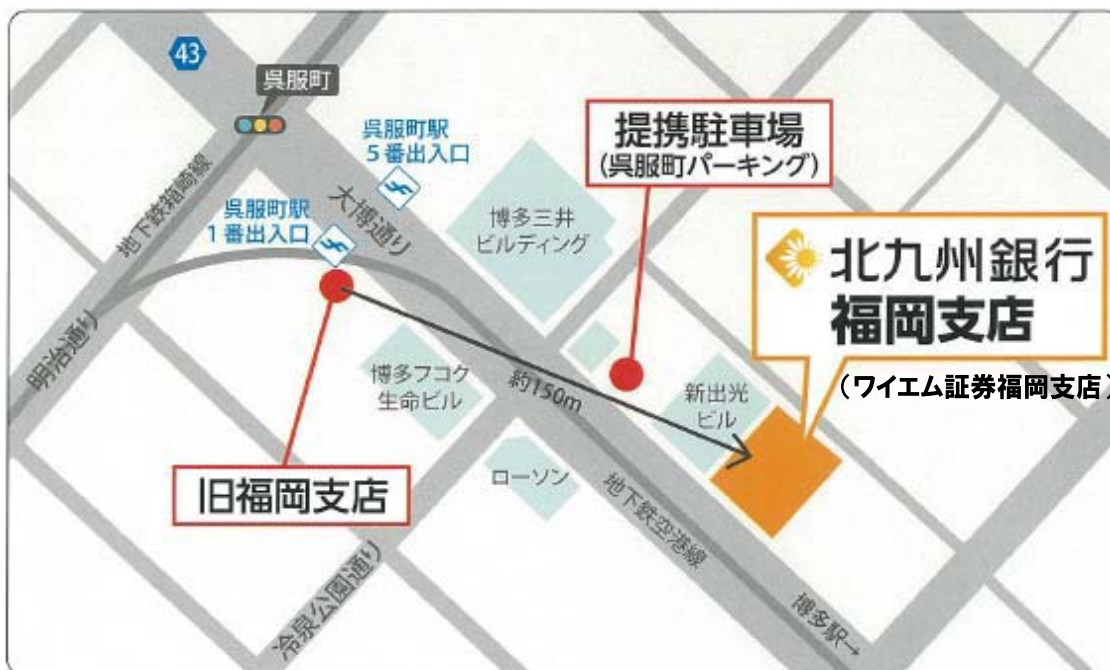 43
呉服町
呉服町駅
5番出入口
提携駐車場
(呉服町パーキング)
地下鉄箱崎線
呉服町駅
1番出入口
大博通り
博多三井
ビルディング
北九州銀行
福岡支店
(ワイエム証券福岡支店)
明治通り
博多フコク
生命ビル
約150m
新出光
ビル
旧福岡支店
ローソン
地下鉄空港線
冷泉公園通り
博多駅→